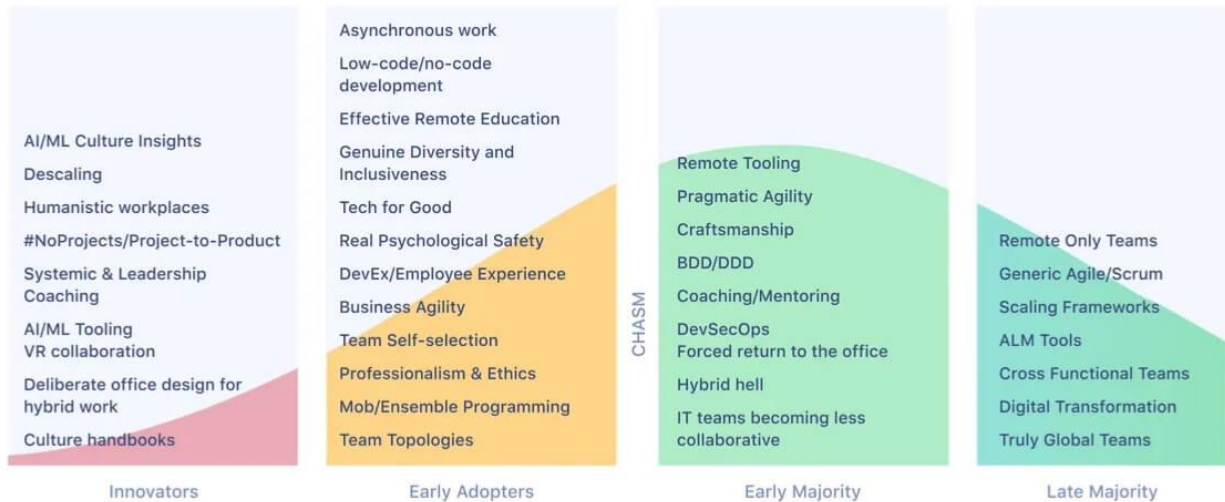 AI/ML Culture Insights
Descaling
Humanistic workplaces
#NoProjects/Project-to-Product
Systemic & Leadership
Coaching
AI/ML Tooling
VR collaboration
Deliberate office design for
hybrid work
Culture handbooks
Innovators
Asynchronous work
Low-code/no-code
development
Effective Remote Education
Genuine Diversity and
Inclusiveness
Tech for Good
Real Psychological Safety
DevEx/Employee Experience
Business Agility
Team Self-selection
Professionalism & Ethics
Mob/Ensemble Programming
Team Topologies
Early Adopters
CHASM
Remote Tooling
Pragmatic Agility
Craftsmanship
BDD/DDD
Coaching/Mentoring
DevSecOps
Forced return to the office
Hybrid hell
IT teams becoming less
collaborative
Early Majority
Remote Only Teams
Generic Agile/Scrum
Scaling Frameworks
ALM Tools
Cross Functional Teams
Digital Transformation
Truly Global Teams
Late Majority